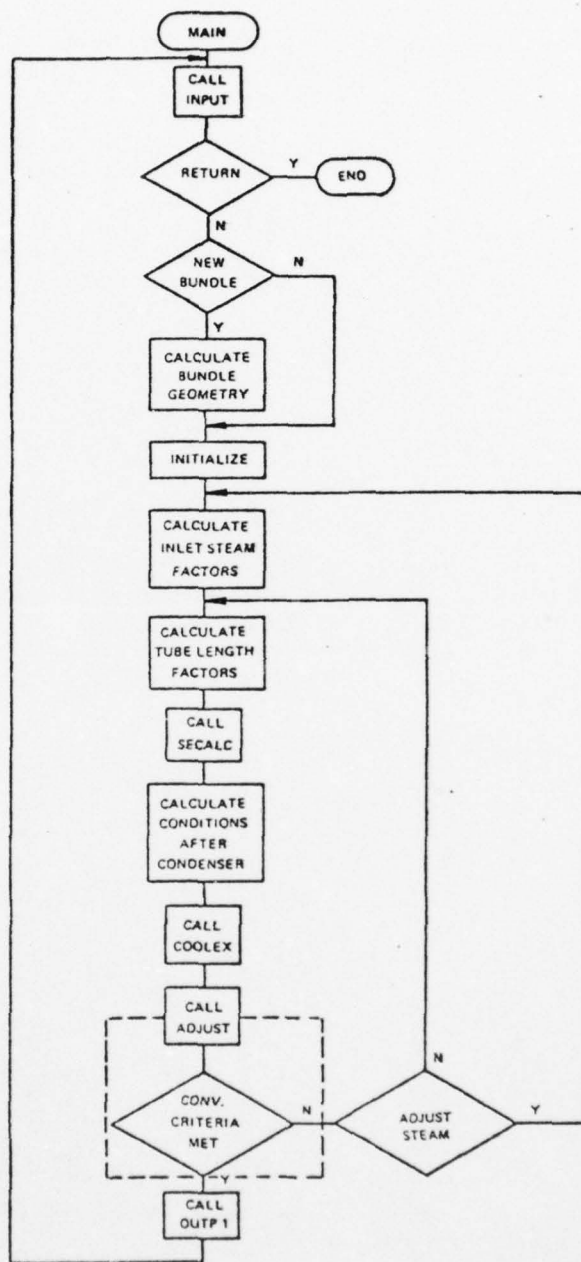 MAIN
CALL
INPUT
RETURN
Y
END
N
NEW
BUNDLE
N
Y
CALCULATE
BUNDLE
GEOMETRY
INITIALIZE
CALCULATE
INLET STEAM
FACTORS
CALCULATE
TUBE LENGTH
FACTORS
CALL
SECALC
CALCULATE
CONDITIONS
AFTER
CONDENSER
CALL
COOLEX
CALL
ADJUST
N
CONV.
CRITERIA
MET
N
ADJUST
STEAM
Y
Y
CALL
OUTP 1